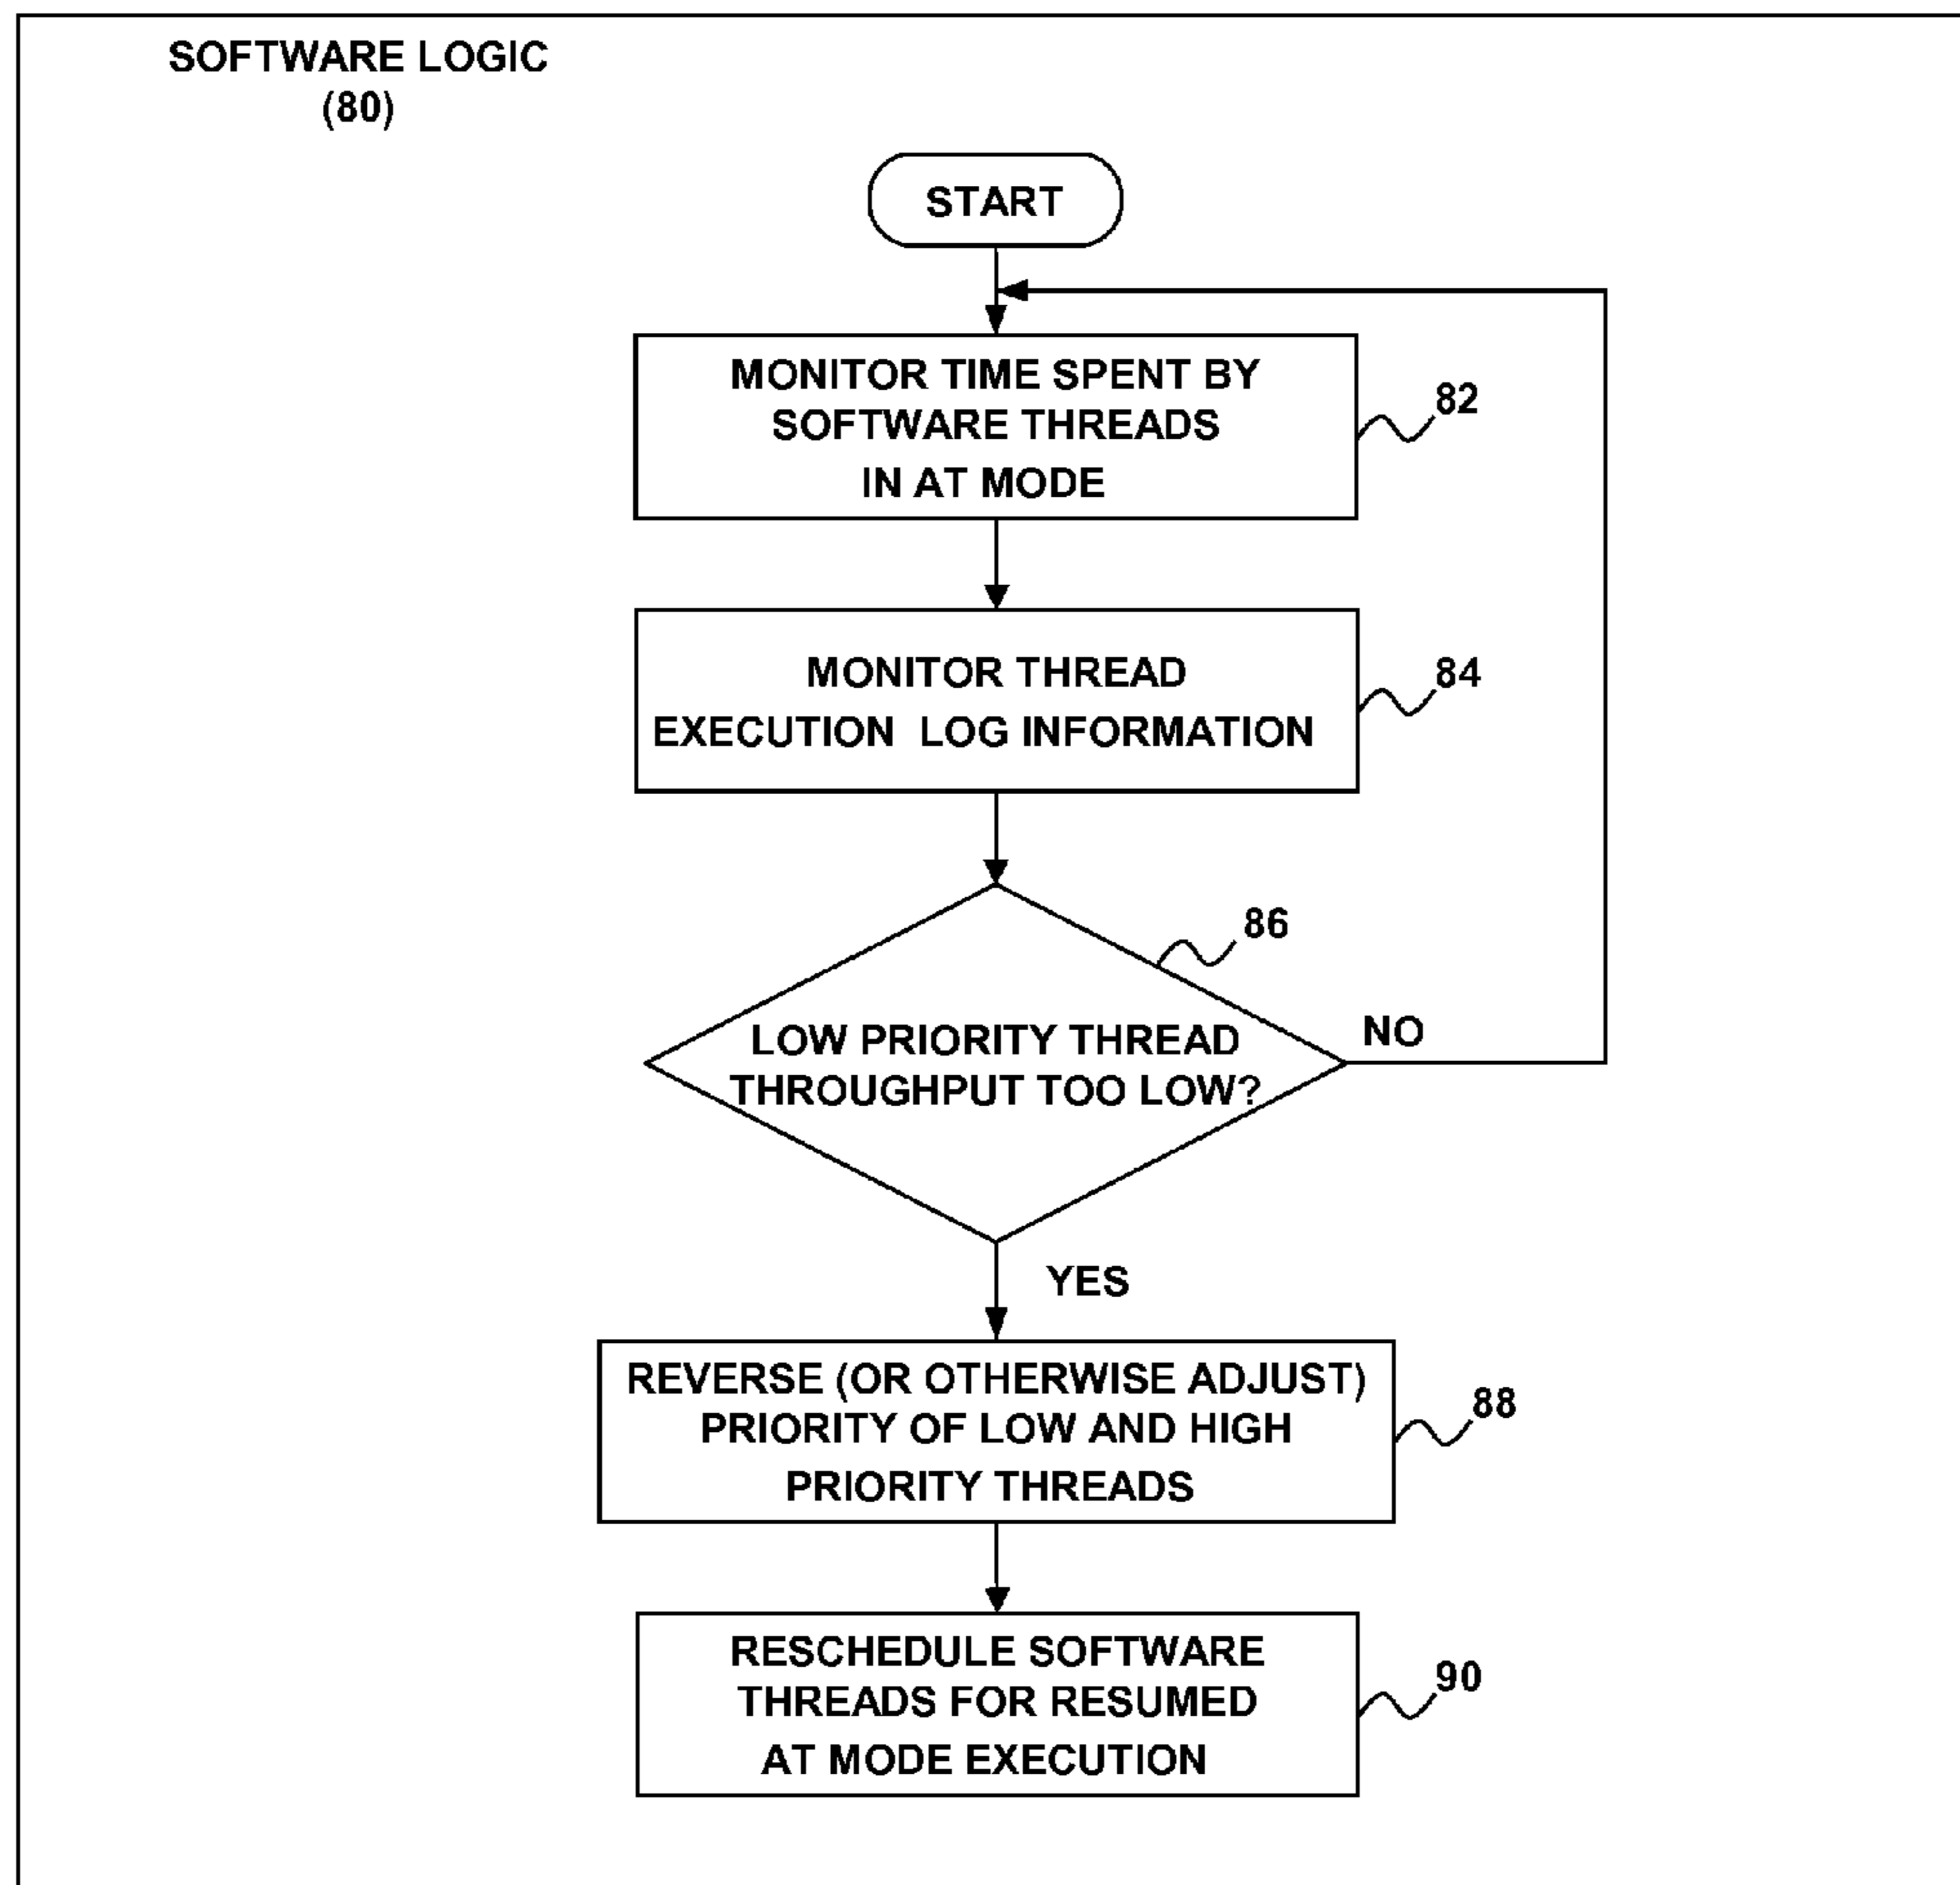 SOFTWARE LOGIC
(80)
START
MONITOR TIME SPENT BY
SOFTWARE THREADS
IN AT MODE
82
MONITOR THREAD
EXECUTION LOG INFORMATION
84
86
LOW PRIORITY THREAD
THROUGHPUT TOO LOW?
NO
YES
REVERSE (OR OTHERWISE ADJUST)
PRIORITY OF LOW AND HIGH
PRIORITY THREADS
88
RESCHEDULE SOFTWARE
THREADS FOR RESUMED
AT MODE EXECUTION
90